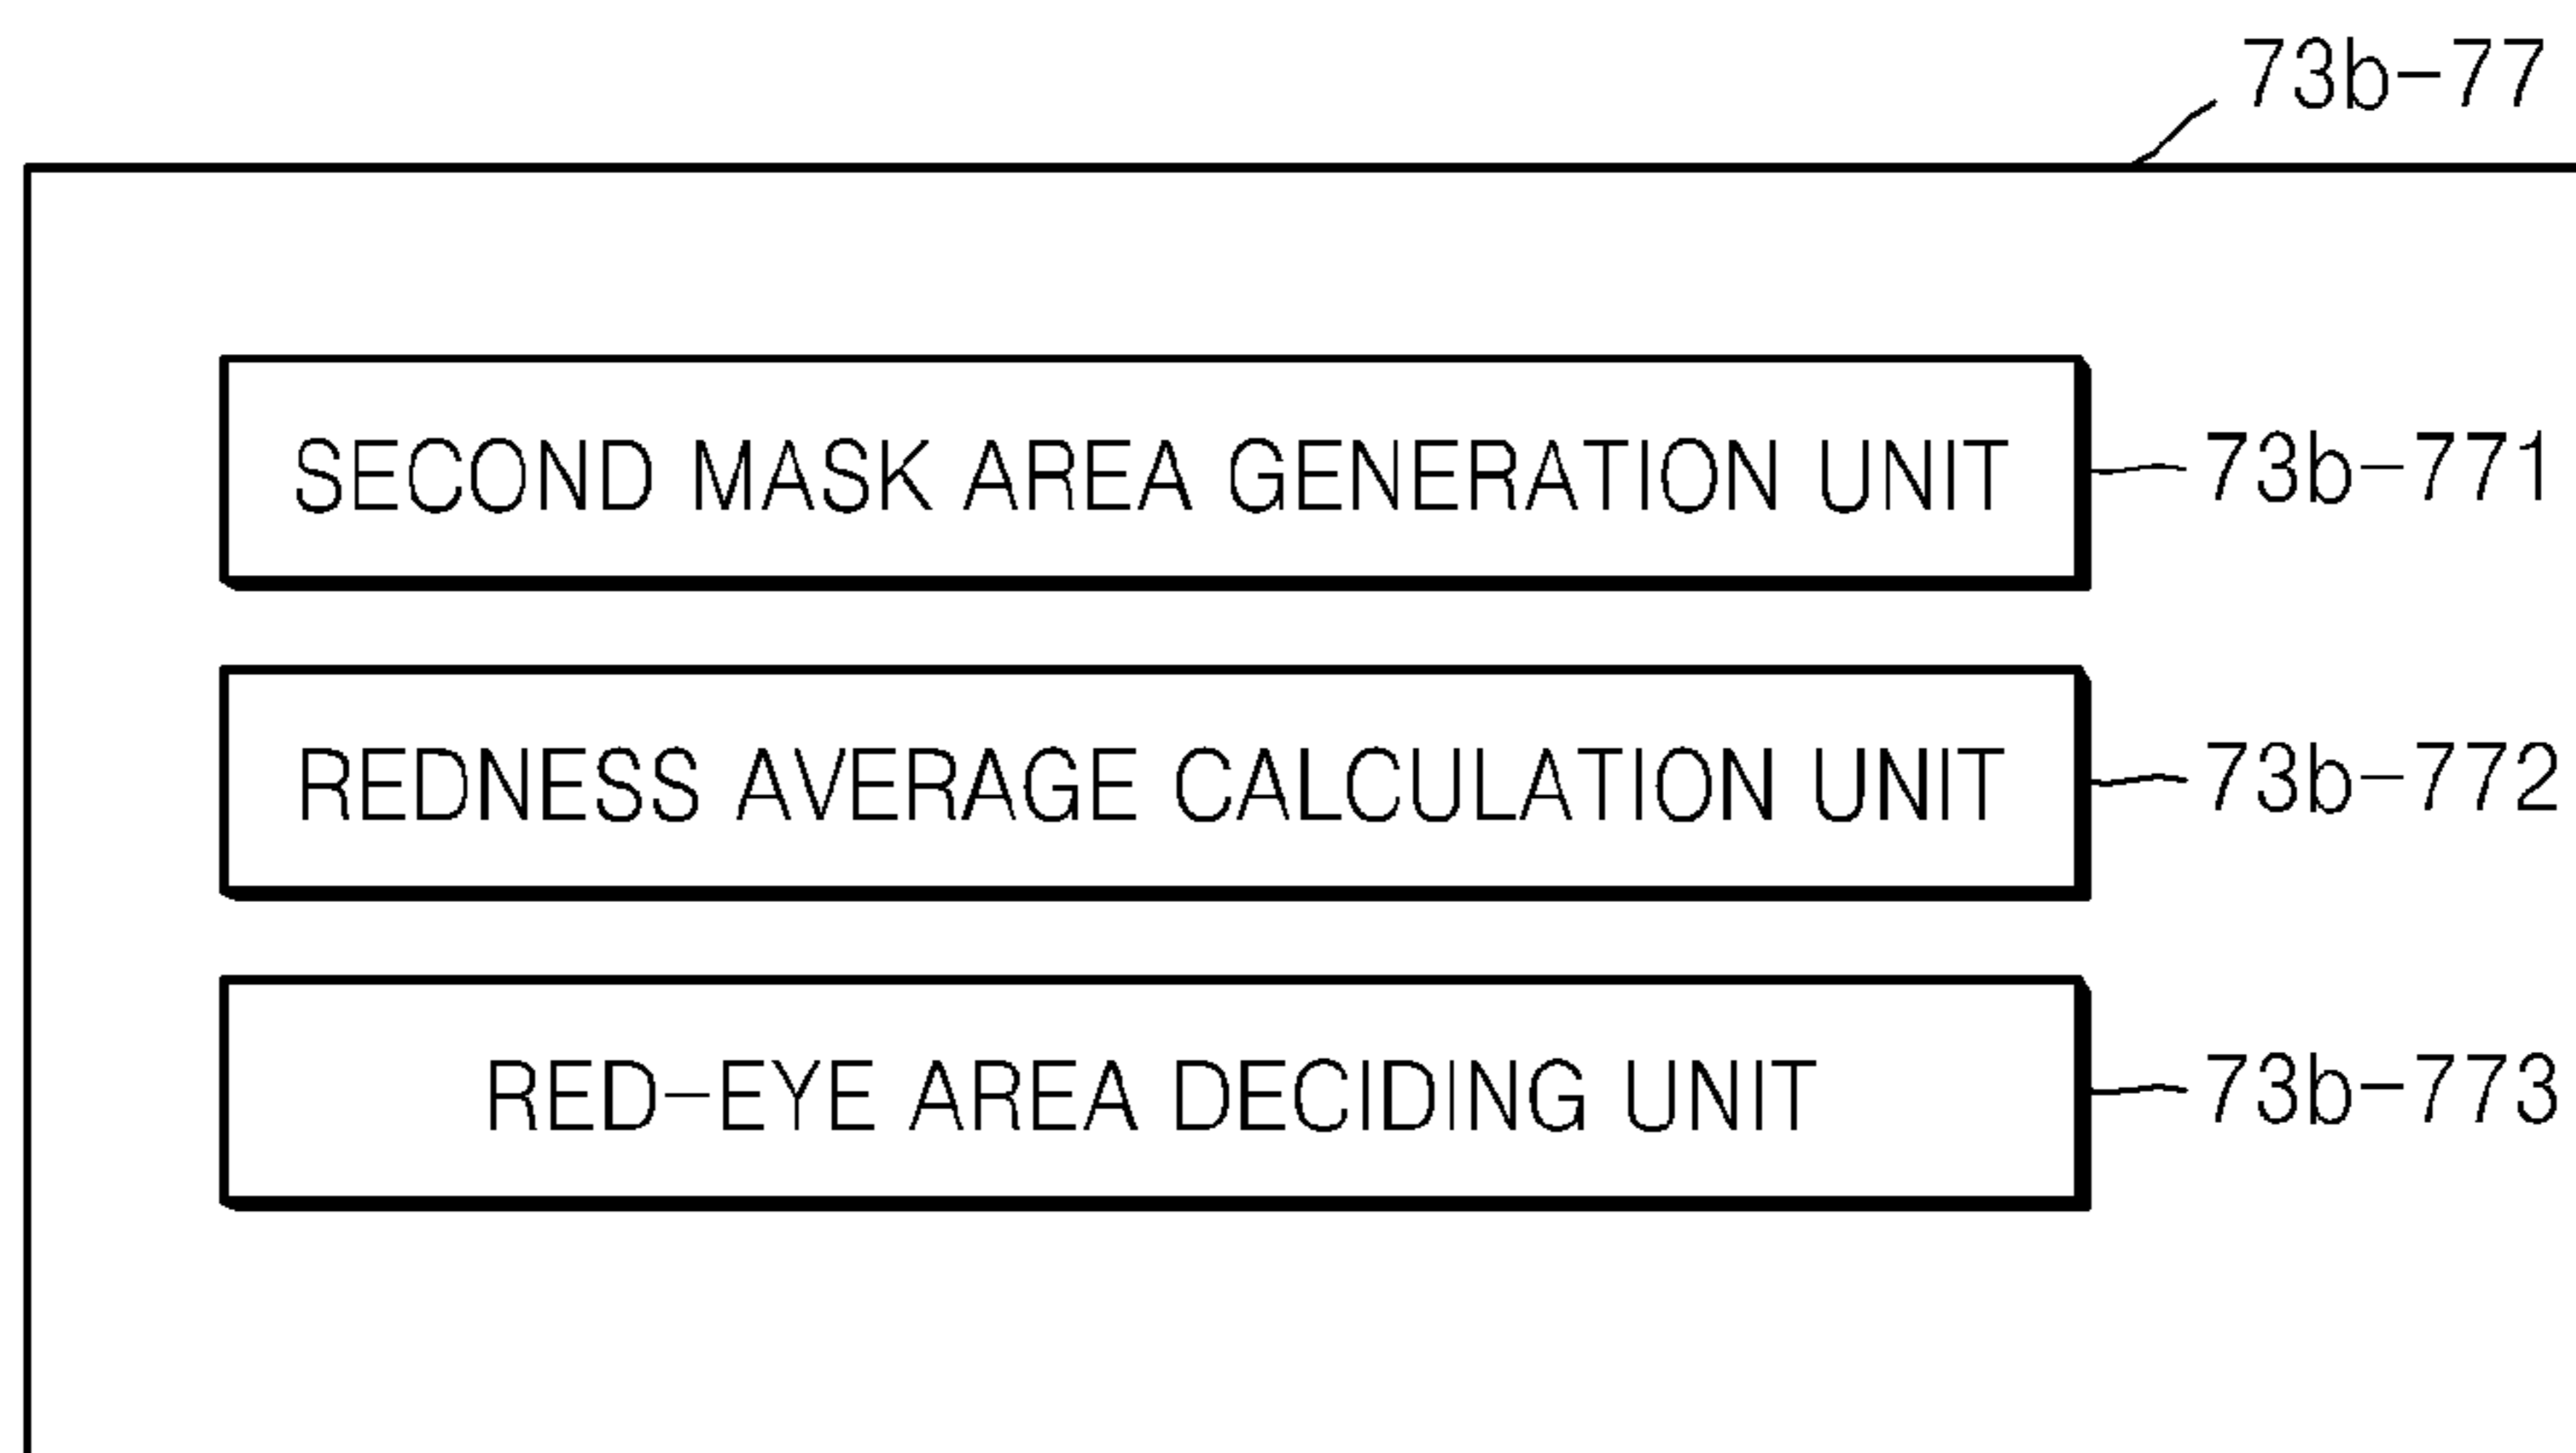 73b-77
SECOND MASK AREA GENERATION UNIT 73b-771
REDNESS AVERAGE CALCULATION UNIT 73b-772
RED-EYE AREA DECIDING UNIT 73b-773